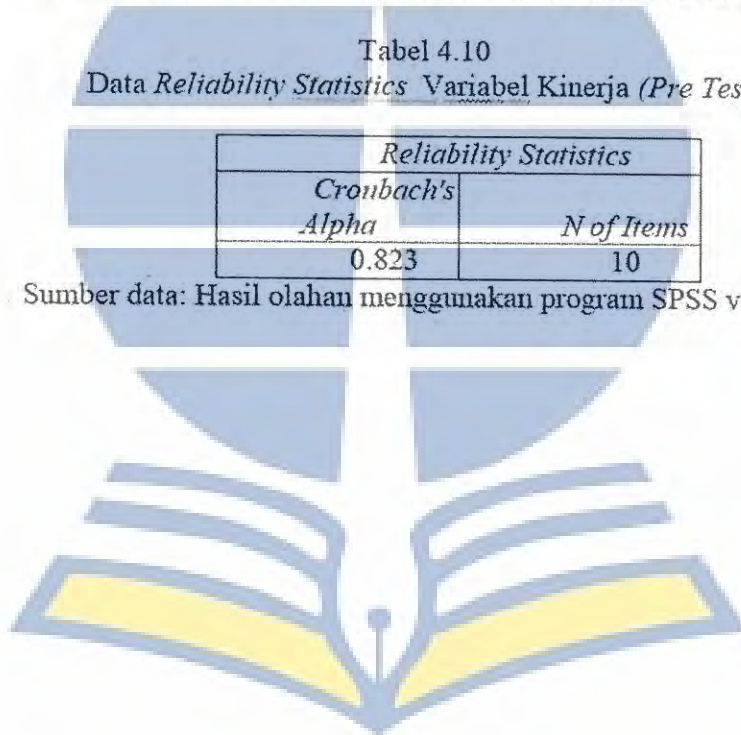 Tabel 4.10
Data Reliability Statistics Variabel Kinerja (Pre Tes
Reliability Statistics
Cronbach's
Alpha
N of Items
0.823
10
Sumber data: Hasil olahan menggunakan program SPSS v